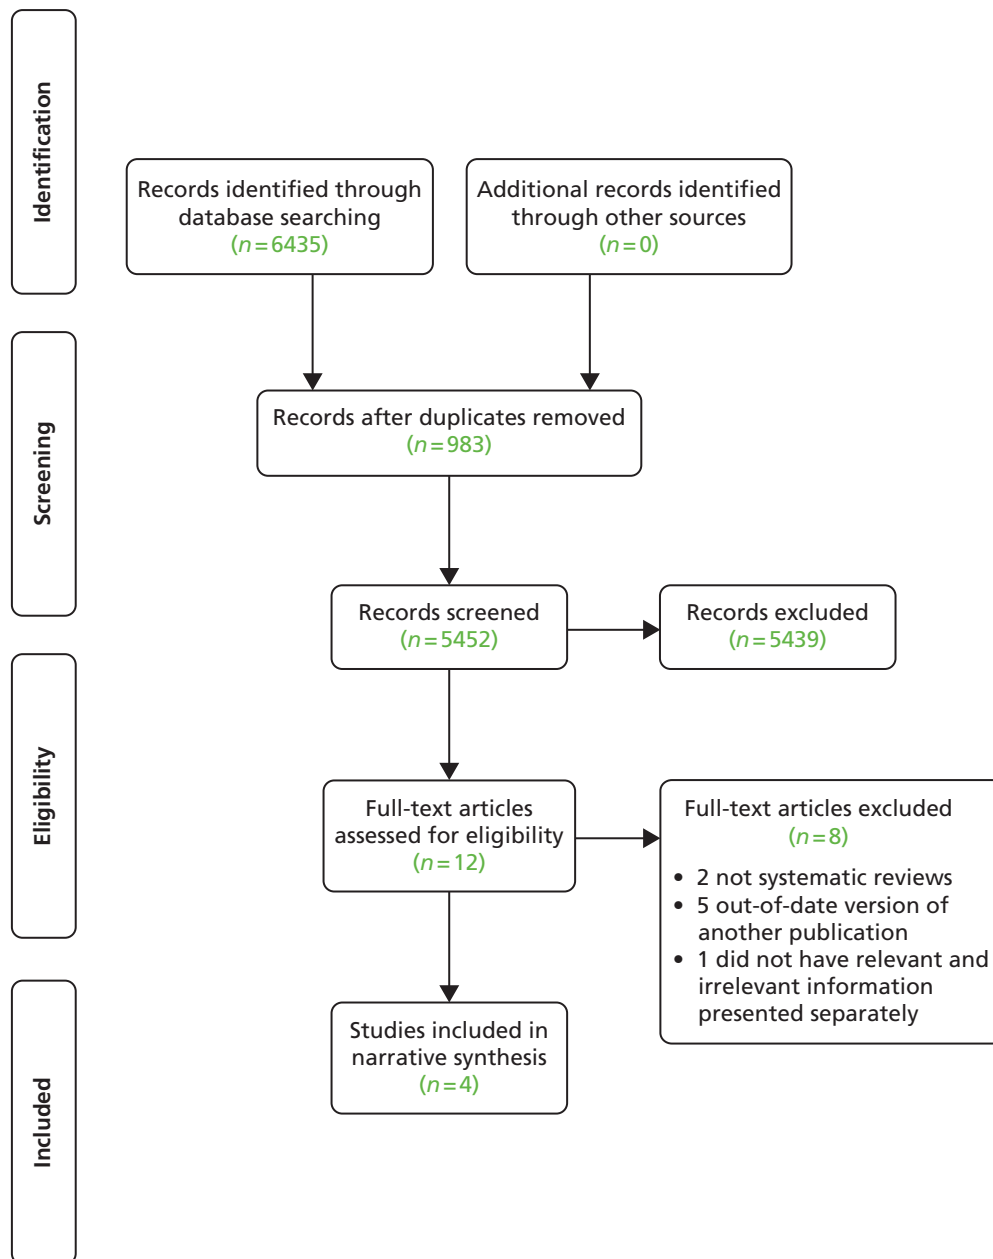 Identification
Records identified through
database searching
(n=6435)
Additional records identified
through other sources
(n=0)
Screening
Records after duplicates removed
(n=983)
Records screened
(n=5452)
Records excluded
(n=5439)
Eligibility
Full-text articles
assessed for eligibility
(n=12)
Full-text articles excluded
(n=8)
• 2 not systematic reviews
• 5 out-of-date version of
another publication
• 1 did not have relevant and
irrelevant information
presented separately
Included
Studies included in
narrative synthesis
(n=4)